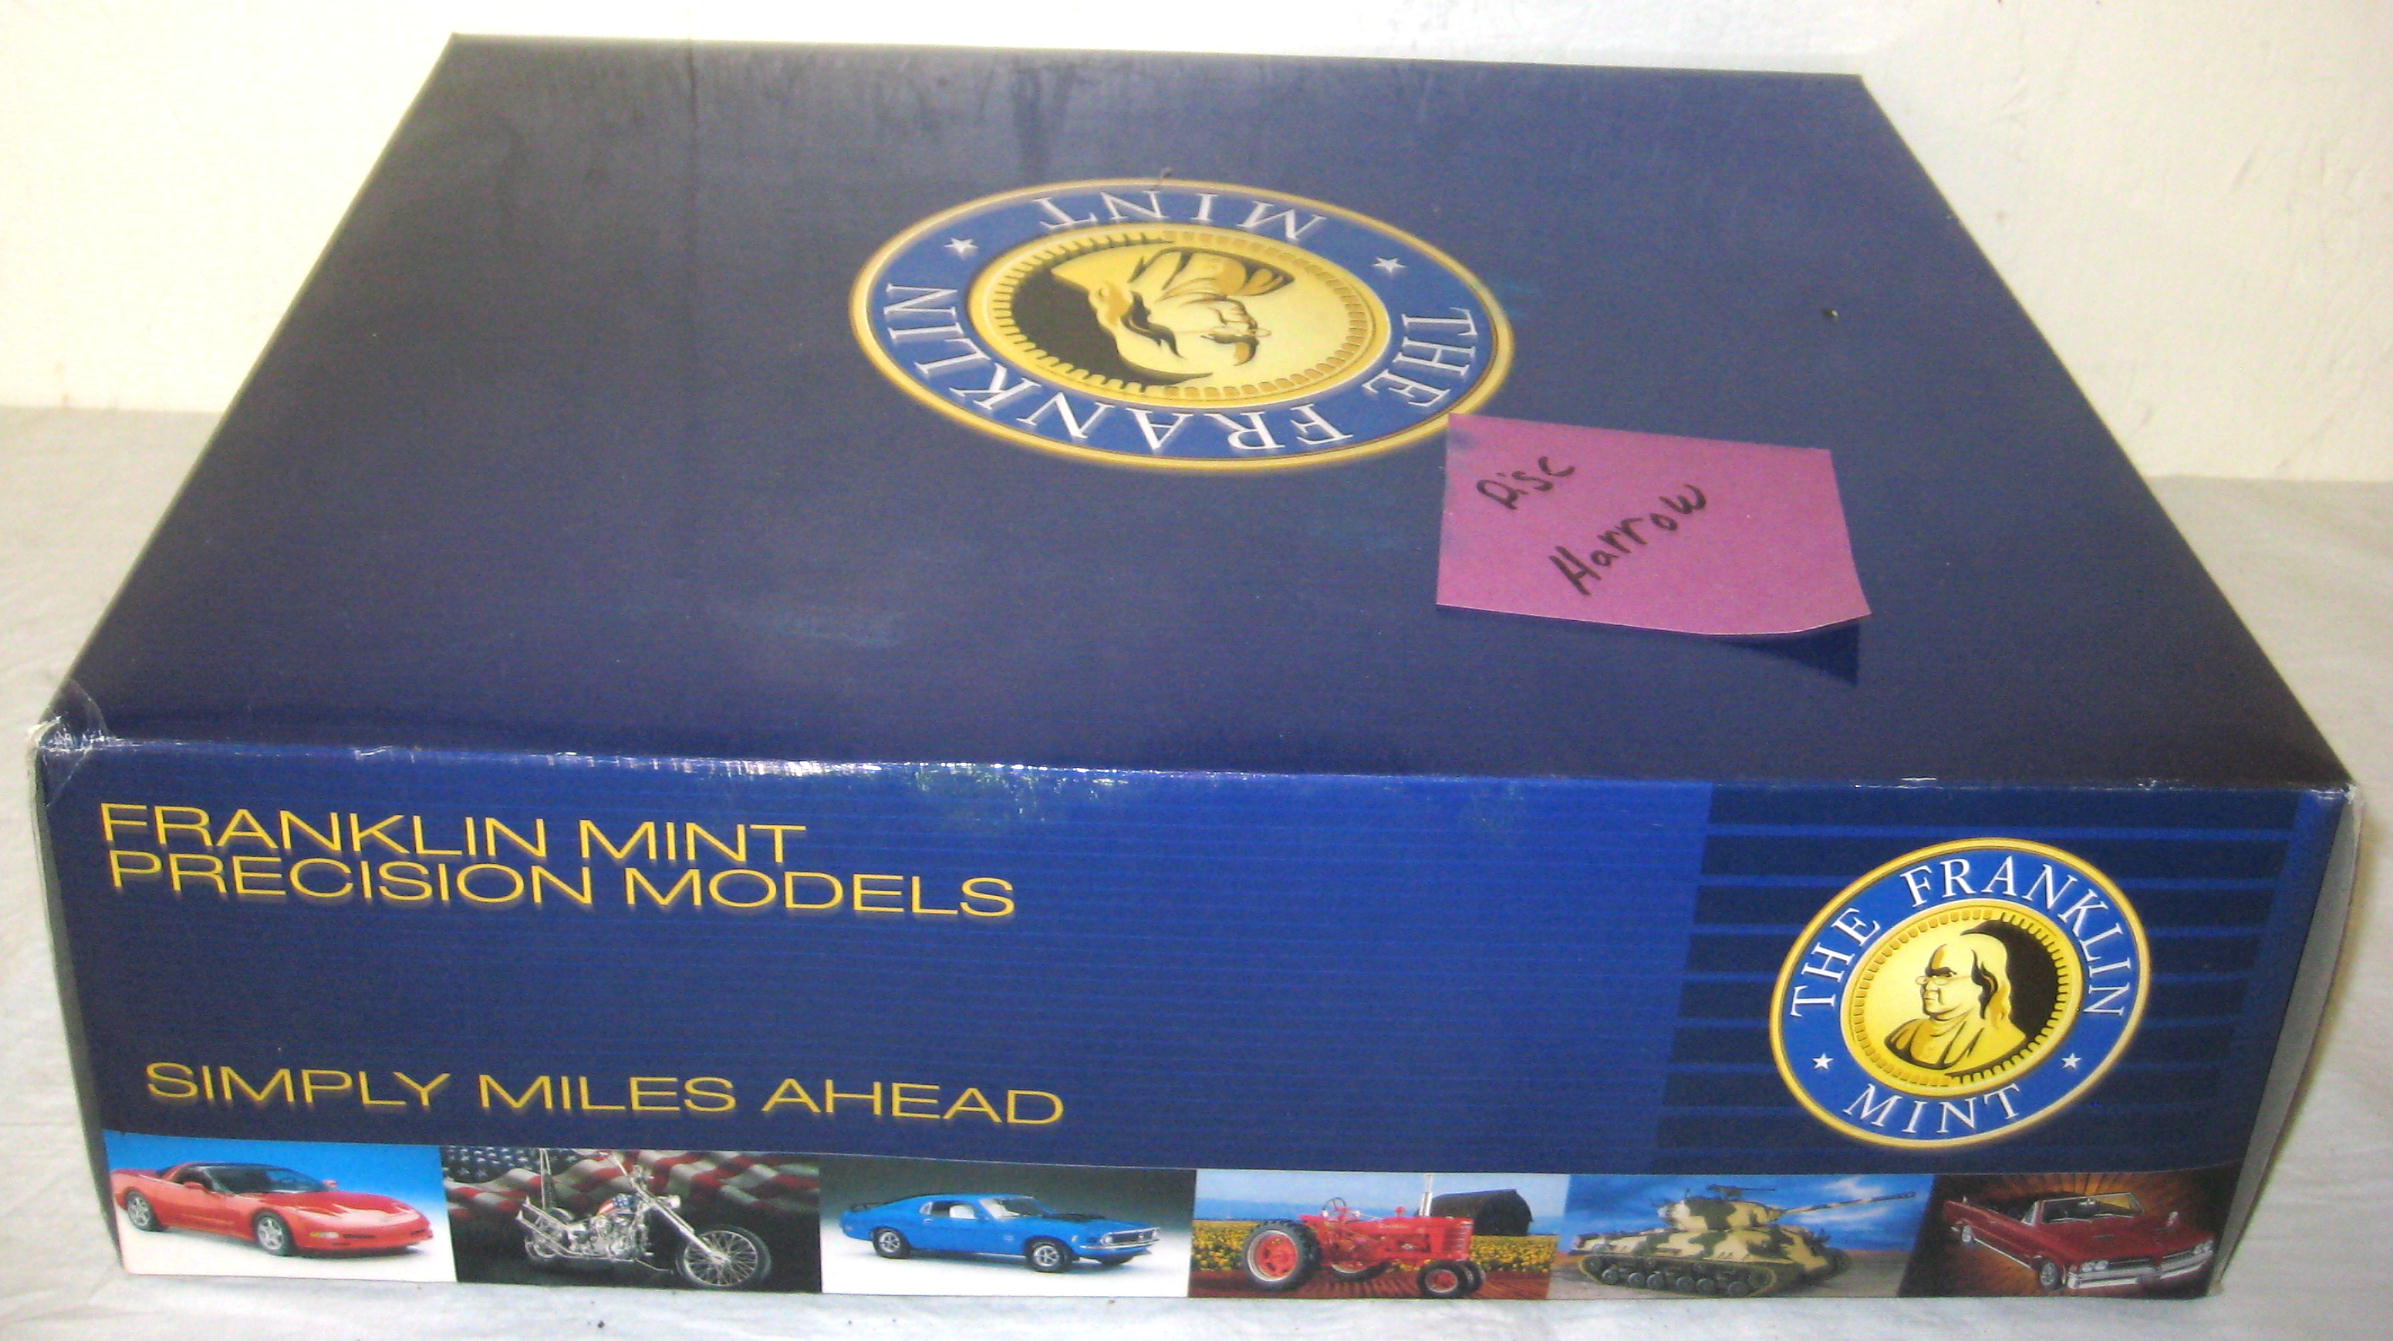 THE FRANKLIN
MINT
Disc
Harrow
FRANKLIN MINT
PRECISION MODELS
SIMPLY MILES AHEAD
THE FRANKLIN
MINT